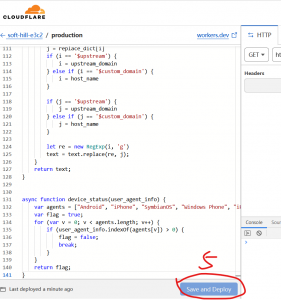 CLOUDFLARE
soft-hill-e3c2 / production
workers.dev
HTTP
GET
Headers
111 j = replace_dict[i]
112 if (i == '$upstream') {
113 i = upstream_domain
114 } else if (i == '$custom_domain') {
115 i = host_name
116 }
117
118 if (j == '$upstream') {
119 j = upstream_domain
120 } else if (j == '$custom_domain') {
121 j = host_name
122 }
123
124 let re = new RegExp(i, 'g')
125 text = text.replace(re, j);
126 }
127 return text;
128 }
129
130
131 async function device_status(user_agent_info) {
132 var agents = ["Android", "iPhone", "SymbianOS", "Windows Phone",
133 var flag = true;
134 for (var v = 0; v < agents.length; v++) {
135 if (user_agent_info.indexOf(agents[v]) > 0) {
136 flag = false;
137 break;
138 }
139 }
140 return flag;
141 }
Console
5
Last deployed a minute ago
Save and Deploy